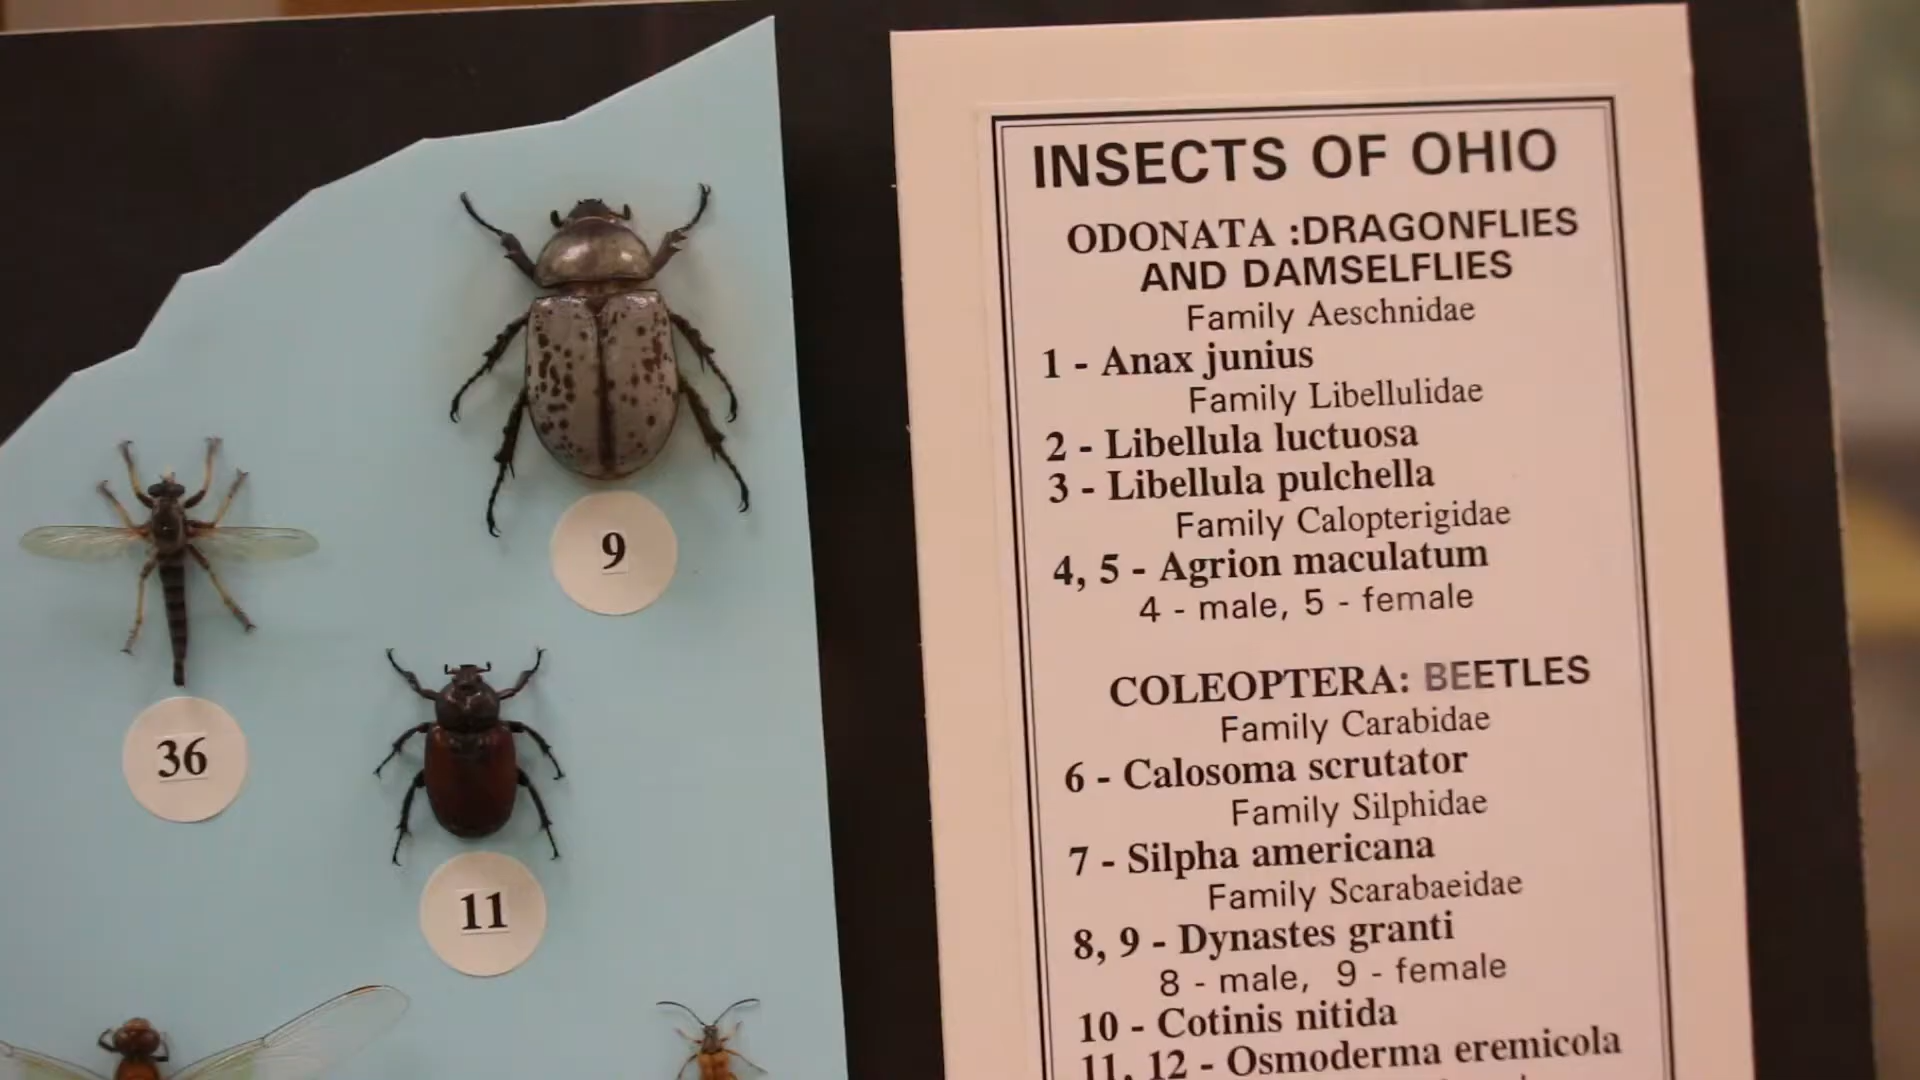 INSECTS OF OHIO
ODONATA :DRAGONFLIES
AND DAMSELFLIES
Family Aeschnidae
1 - Anax junius
Family Libellulidae
2 - Libellula luctuosa
3 - Libellula pulchella
Family Calopterigidae
4, 5 - Agrion maculatum
4 - male, 5 - female
COLEOPTERA: BEETLES
Family Carabidae
6 - Calosoma scrutator
Family Silphidae
7 - Silpha americana
Family Scarabaeidae
8, 9 - Dynastes granti
8 - male, 9 - female
10 - Cotinis nitida
11, 12 - Osmoderma eremicola
9
36
11